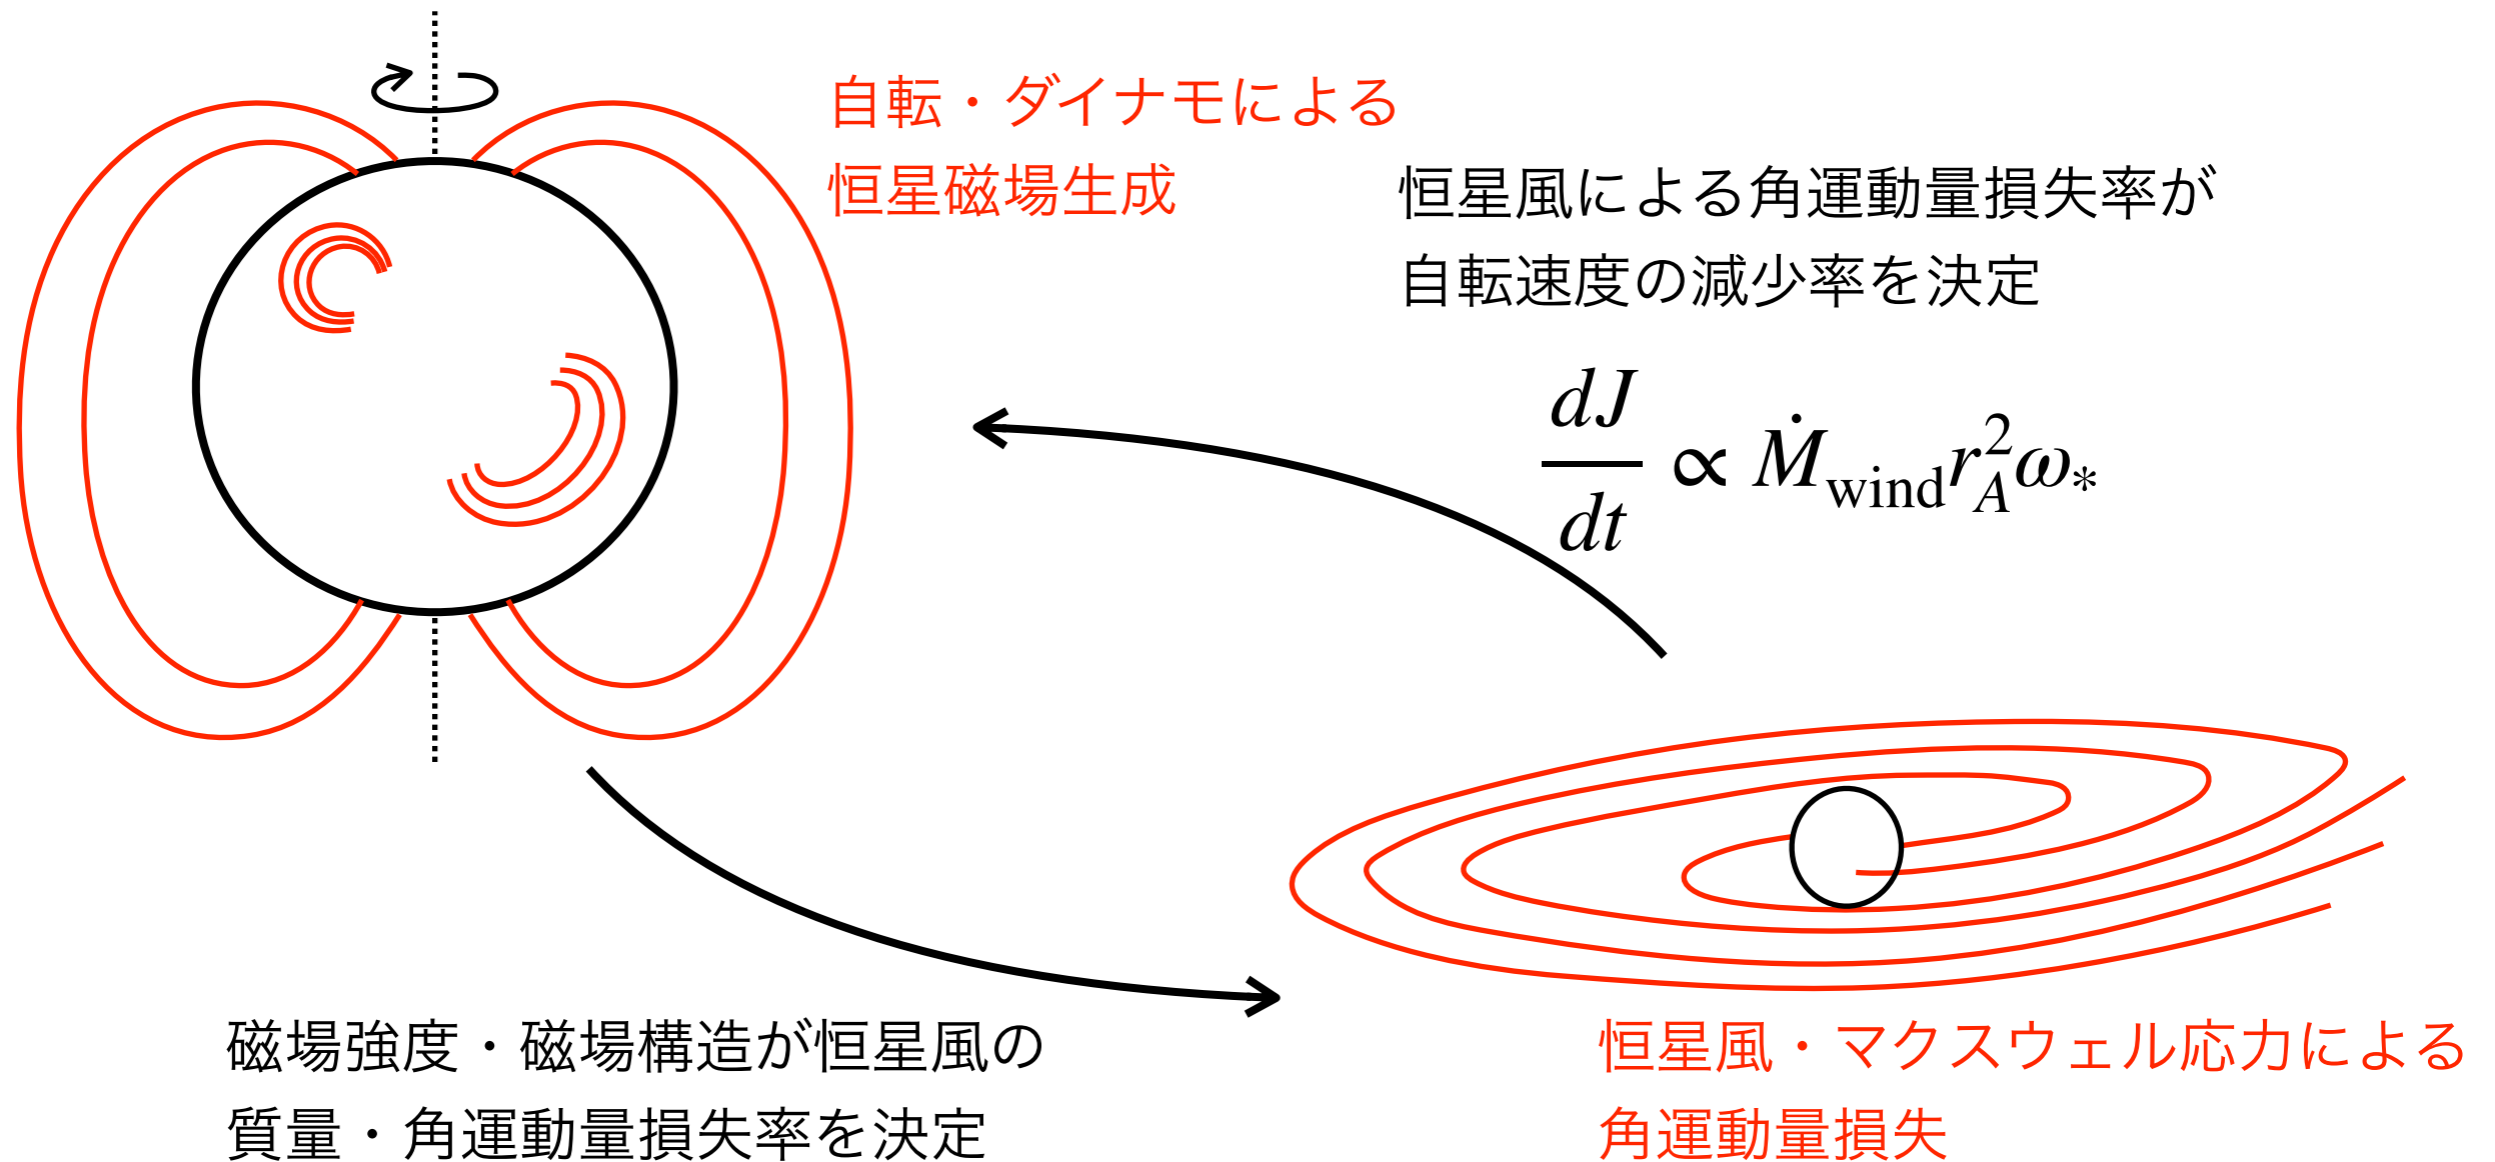 自転・ダイナモによる
恒星磁場生成
恒星風による角運動量損失率が
自転速度の減少率を決定
dJ/dt ∝ Ṁ_wind r_A^2 ω_*
磁場強度・磁場構造が恒星風の
質量・角運動量損失率を決定
恒星風・マクスウェル応力による
角運動量損失